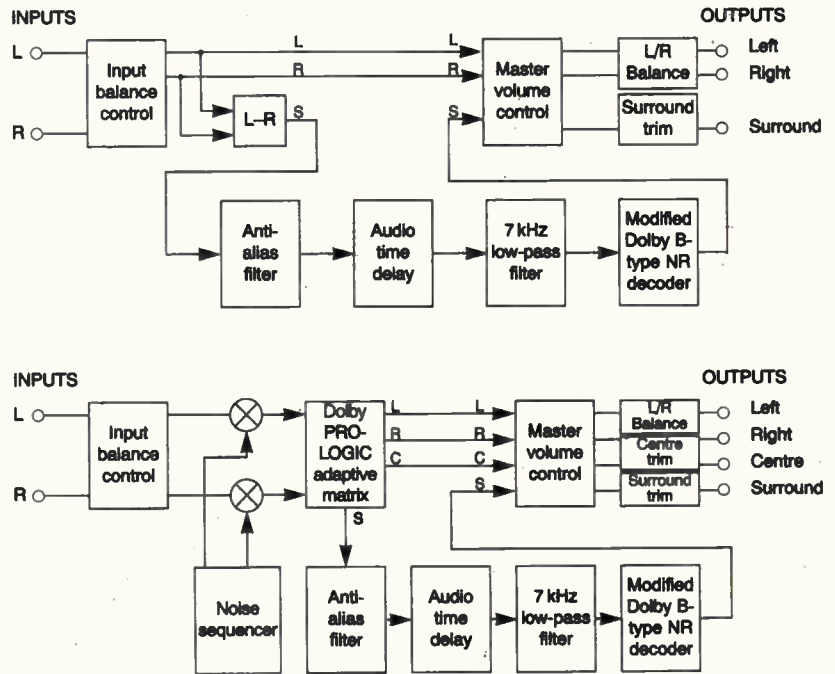 INPUTS
OUTPUTS
L
R
Input
balance
control
L
R
L–R
S
L
R
S
Master
volume
control
L/R
Balance
Surround
trim
Left
Right
Surround
Anti-
alias
filter
Audio
time
delay
7 kHz
low-pass
filter
Modified
Dolby B-
type NR
decoder
INPUTS
OUTPUTS
L
R
Input
balance
control
Noise
sequencer
Dolby
PRO-
LOGIC
adaptive
matrix
L
R
C
S
L
R
C
S
Master
volume
control
L/R
Balance
Centre
trim
Surround
trim
Left
Right
Centre
Surround
Anti-
alias
filter
Audio
time
delay
7 kHz
low-pass
filter
Modified
Dolby B-
type NR
decoder